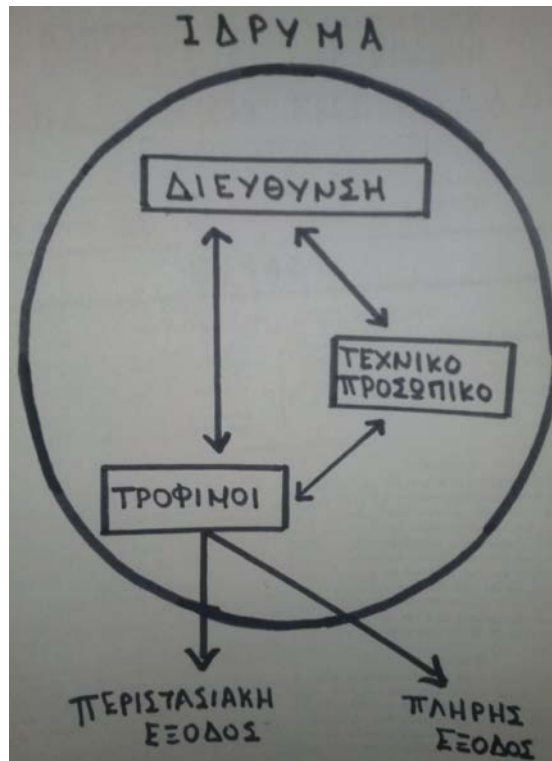 ΙΔΡΥΜΑ
ΔΙΕΥΘΥΝΣΗ
ΤΕΧΝΙΚΟ
ΠΡΟΣΩΠΙΚΟ
ΤΡΟΦΙΜΟΙ
ΠΕΡΙΣΤΑΣΙΑΚΗ
ΕΞΟΔΟΣ
ΠΛΗΡΗΣ
ΕΞΟΔΟΣ